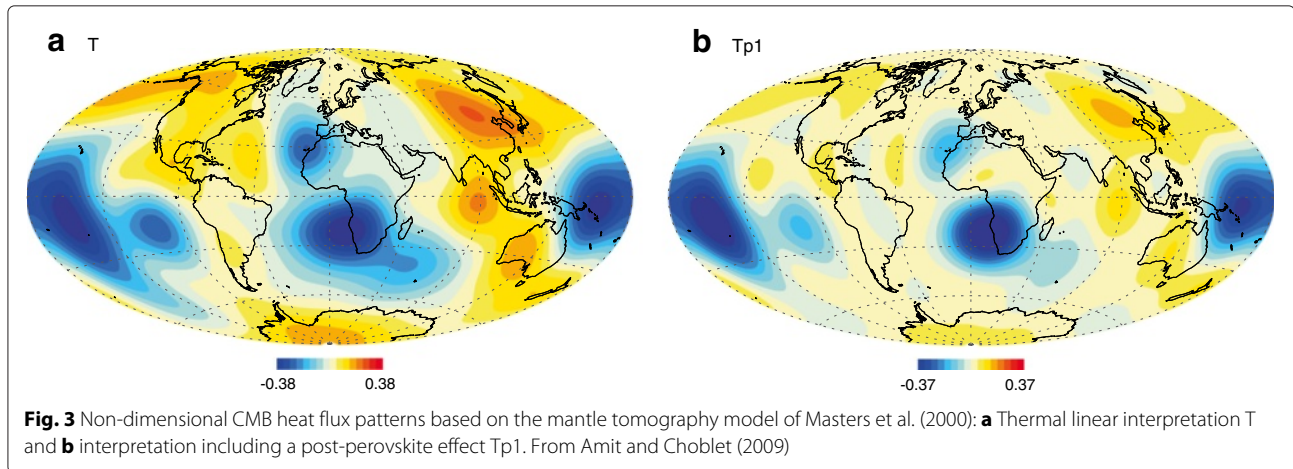 a T
b Tp1
-0.38 0.38
-0.37 0.37
Fig. 3 Non-dimensional CMB heat flux patterns based on the mantle tomography model of Masters et al. (2000): a Thermal linear interpretation T
and b interpretation including a post-perovskite effect Tp1. From Amit and Choblet (2009)